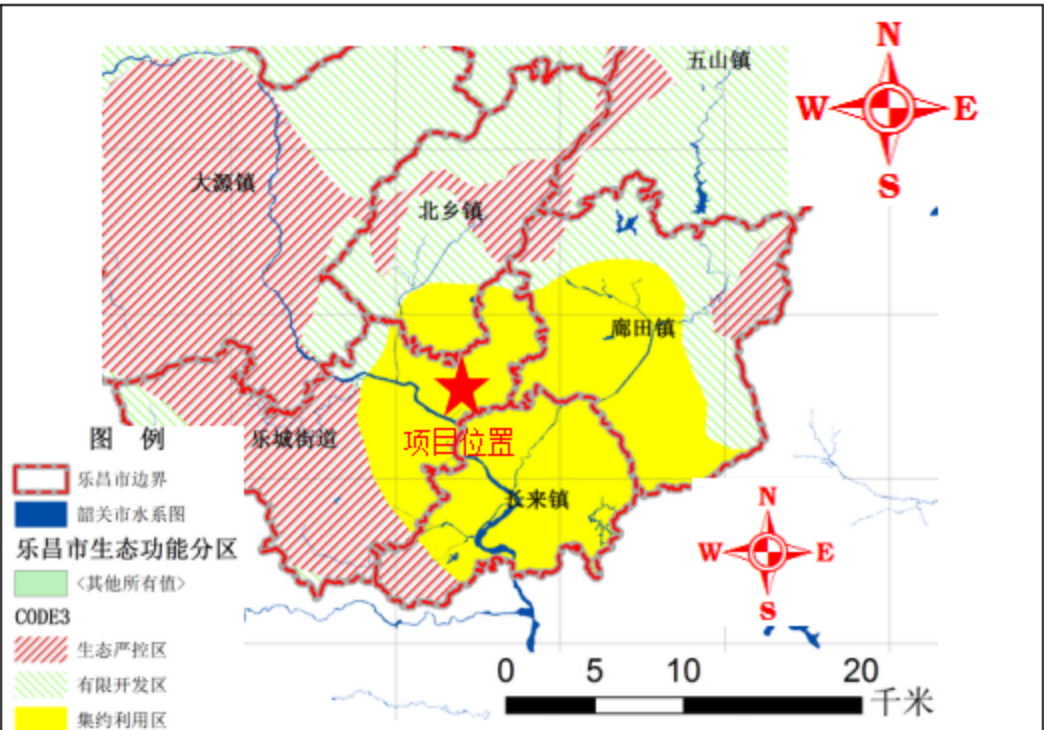 五山镇
N
W E
S
大源镇
北乡镇
廊田镇
乐城街道
项目位置
长来镇
N
W E
S
图 例
乐昌市边界
韶关市水系图
乐昌市生态功能分区
<其他所有值>
CODE3
生态严控区
有限开发区
集约利用区
0 5 10 20
千米